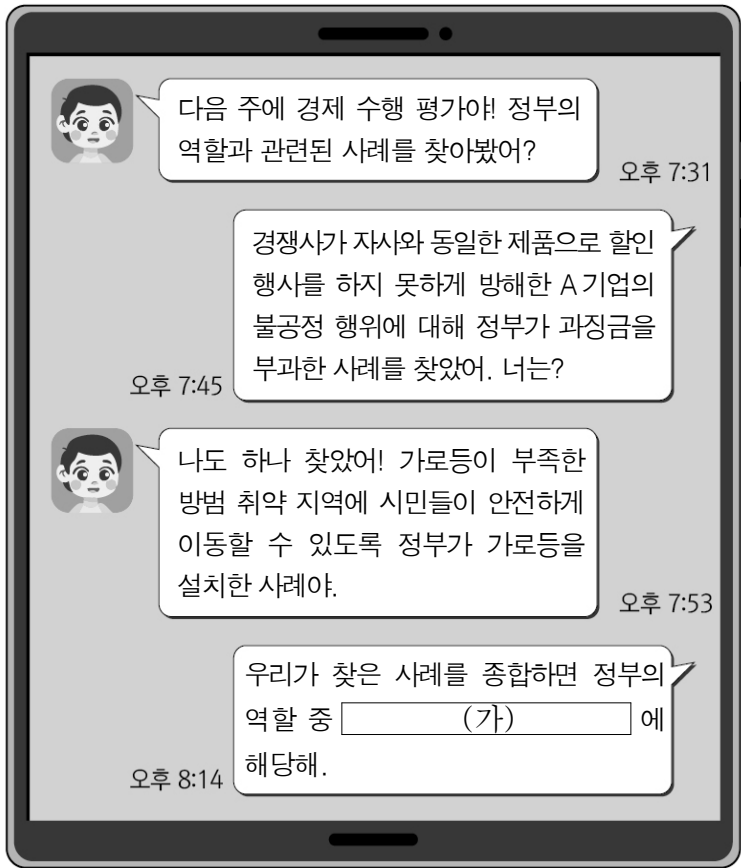 다음 주에 경제 수행 평가야! 정부의
역할과 관련된 사례를 찾아봤어?
오후 7:31
경쟁사가 자사와 동일한 제품으로 할인
행사를 하지 못하게 방해한 A 기업의
불공정 행위에 대해 정부가 과징금을
부과한 사례를 찾았어. 너는?
오후 7:45
나도 하나 찾았어! 가로등이 부족한
방범 취약 지역에 시민들이 안전하게
이동할 수 있도록 정부가 가로등을
설치한 사례야.
오후 7:53
우리가 찾은 사례를 종합하면 정부의
역할 중 (가) 에
해당해.
오후 8:14